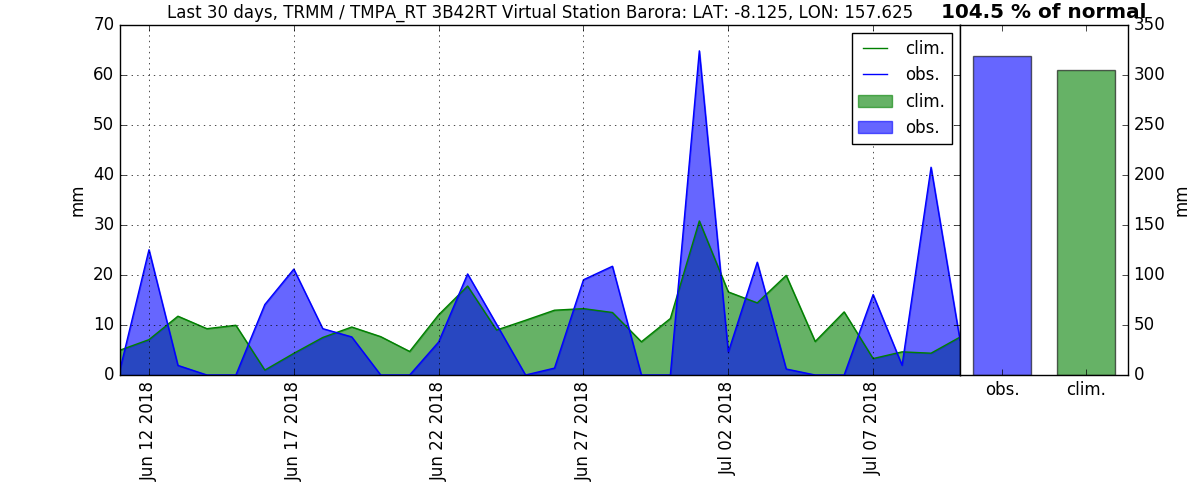 Last 30 days, TRMM / TMPA_RT 3B42RT Virtual Station Barora: LAT: -8.125, LON: 157.625
104.5 % of normal
70
60
50
40
30
20
10
0
mm
clim.
obs.
clim.
obs.
350
300
250
200
150
100
50
0
mm
Jun 12 2018
Jun 17 2018
Jun 22 2018
Jun 27 2018
Jul 02 2018
Jul 07 2018
obs.
clim.